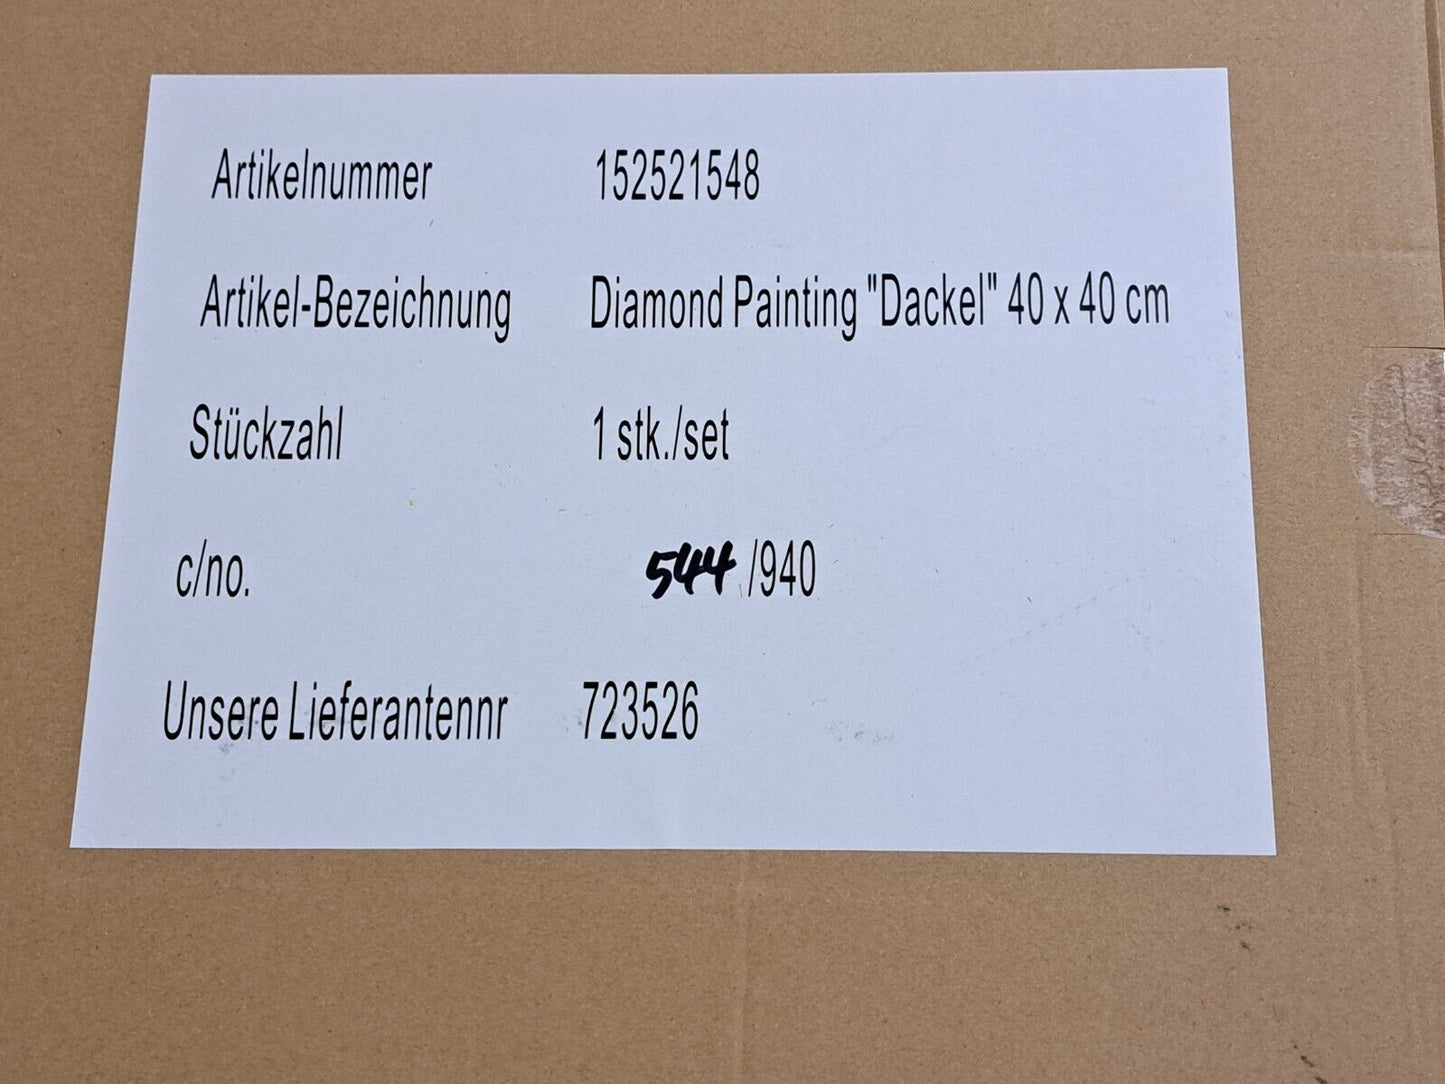 Artikelnummer 152521548
Artikel-Bezeichnung Diamond Painting "Dackel" 40 x 40 cm
Stückzahl 1 stk./set
c/no. 544 /940
Unsere Lieferantennr 723526